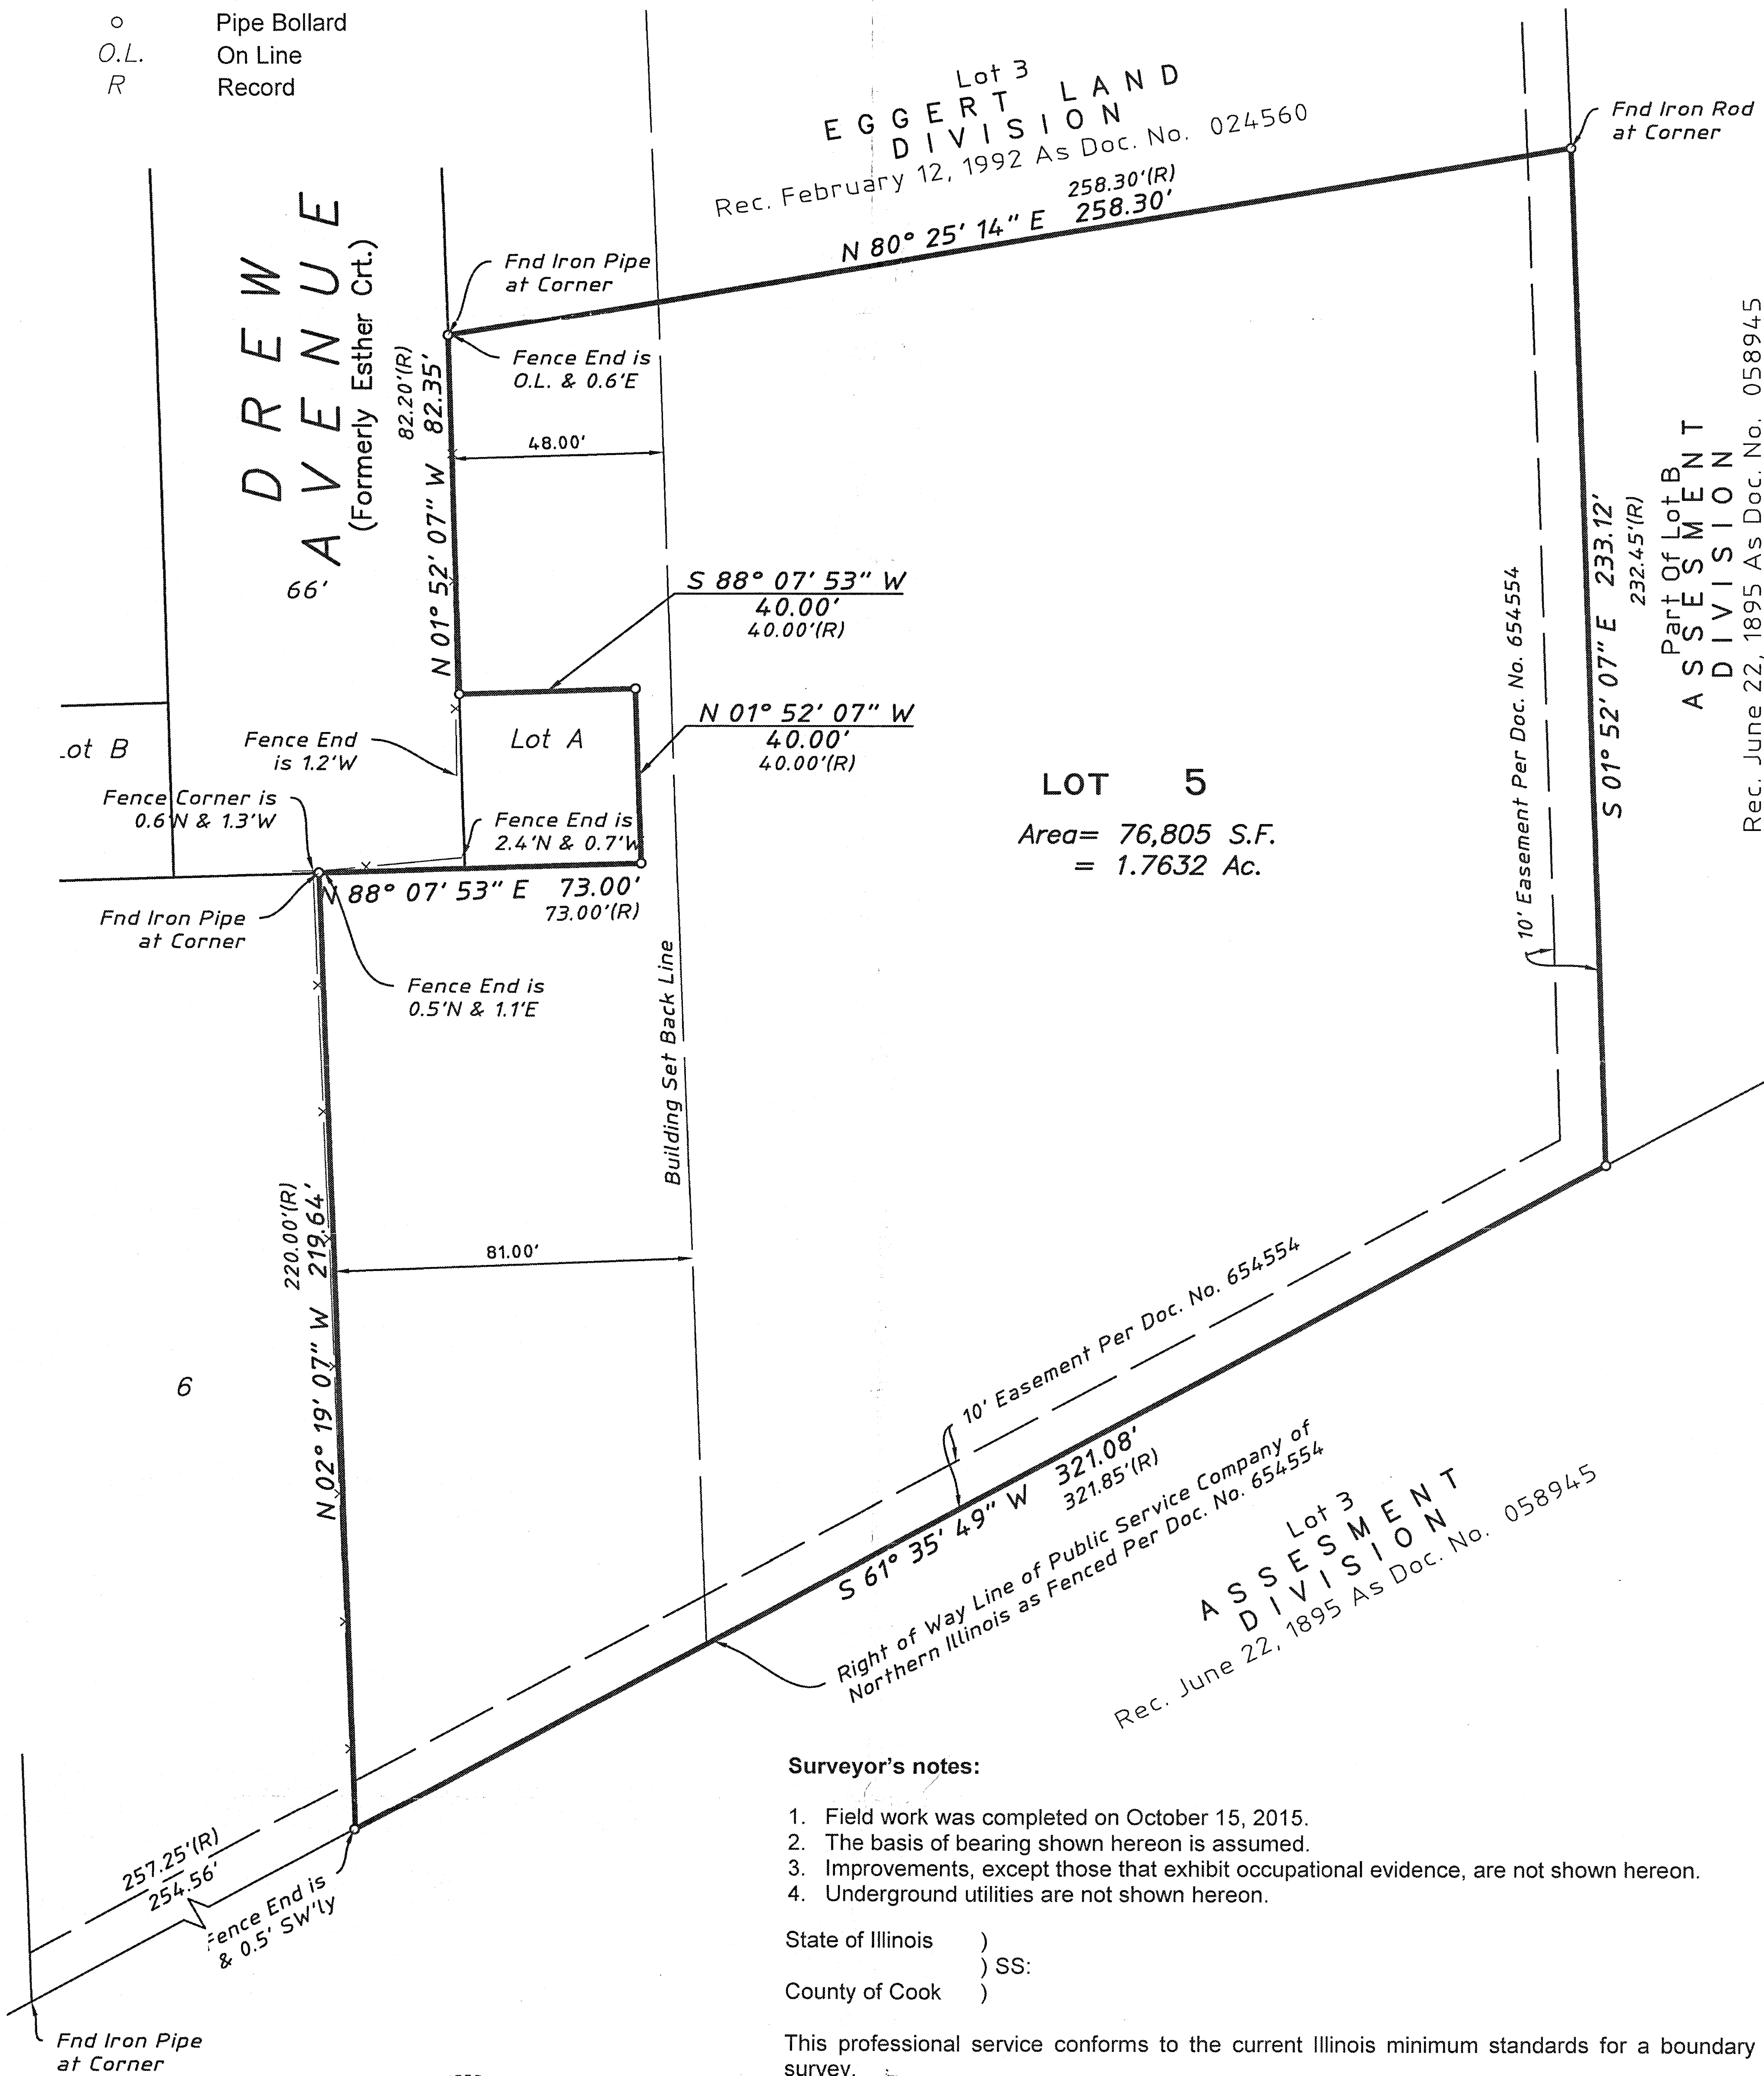 Pipe Bollard
O.L. On Line
R Record
Lot 3
EGGERT LAND
DIVISION
Rec. February 12, 1992 As Doc. No. 024560
258.30'(R)
N 80° 25' 14" E 258.30'
Fnd Iron Rod
at Corner
DREW
AVENUE
(Formerly Esther Crt.)
66'
Fnd Iron Pipe
at Corner
Fence End is
O.L. & 0.6'E
82.20'(R)
N 01° 52' 07" W 82.35'
48.00'
S 88° 07' 53" W
40.00'
40.00'(R)
N 01° 52' 07" W
40.00'
40.00'(R)
Lot A
ot B
Fence End
is 1.2'W
Fence Corner is
0.6'N & 1.3'W
Fence End is
2.4'N & 0.7'W
N 88° 07' 53" E 73.00'
73.00'(R)
Fnd Iron Pipe
at Corner
Fence End is
0.5'N & 1.1'E
LOT 5
Area= 76,805 S.F.
= 1.7632 Ac.
10' Easement Per Doc. No. 654554
S 01° 52' 07" E 233.12'
232.45'(R)
Part Of Lot B
ASSESMENT
DIVISION
Rec. June 22, 1895 As Doc. No. 058945
Building Set Back Line
81.00'
220.00'(R)
N 02° 19' 07" W 219.64'
6
10' Easement Per Doc. No. 654554
S 61° 35' 49" W 321.08'
321.85'(R)
Right of Way Line of Public Service Company of
Northern Illinois as Fenced Per Doc. No. 654554
Lot 3
ASSESMENT
DIVISION
Rec. June 22, 1895 As Doc. No. 058945
257.25'(R)
254.56'
Fence End is
& 0.5' SW'ly
Fnd Iron Pipe
at Corner
Surveyor's notes:
1. Field work was completed on October 15, 2015.
2. The basis of bearing shown hereon is assumed.
3. Improvements, except those that exhibit occupational evidence, are not shown hereon.
4. Underground utilities are not shown hereon.
State of Illinois )
) SS:
County of Cook )
This professional service conforms to the current Illinois minimum standards for a boundary
survey.